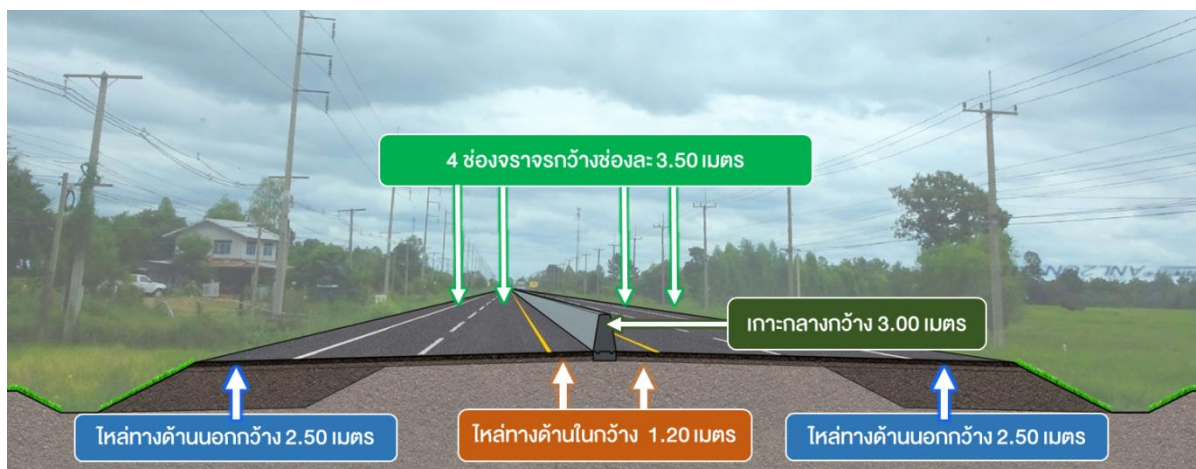 4 ช่องจราจรกว้างช่องละ 3.50 เมตร
เกาะกลางกว้าง 3.00 เมตร
ไหล่ทางด้านนอกกว้าง 2.50 เมตร
ไหล่ทางด้านในกว้าง 1.20 เมตร
ไหล่ทางด้านนอกกว้าง 2.50 เมตร